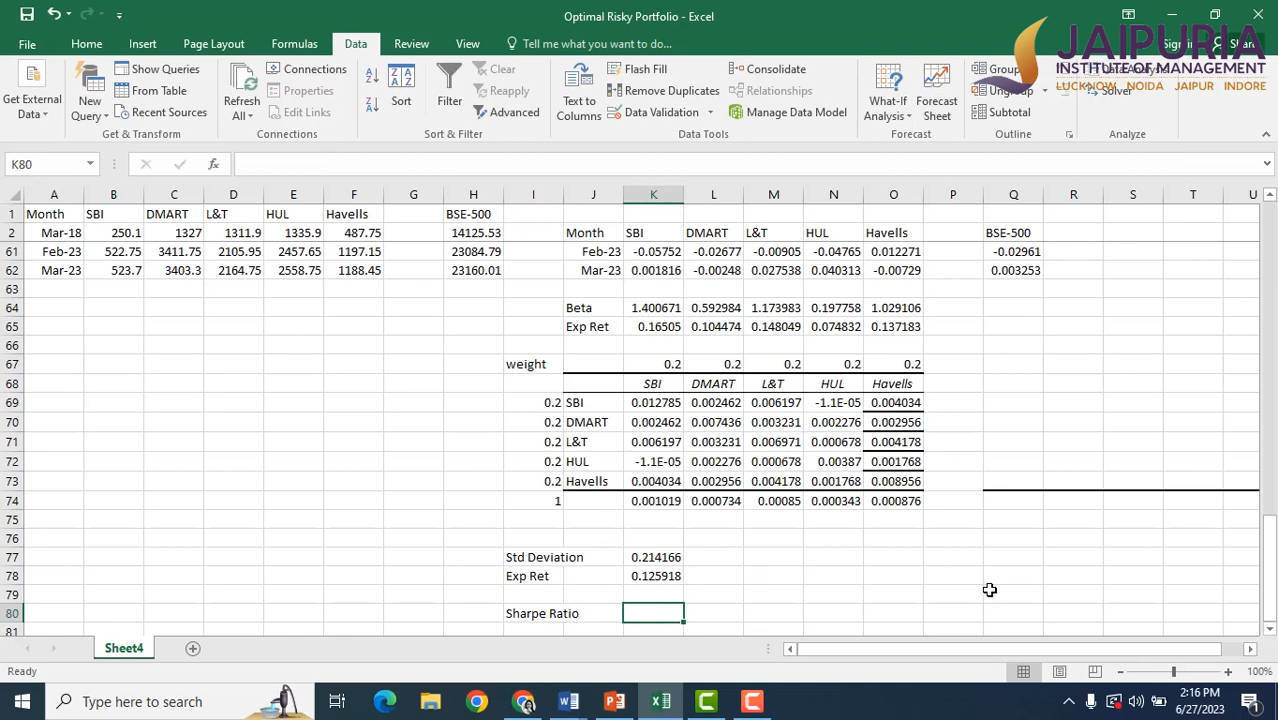 Optimal Risky Portfolio - Excel
JAIPURIA
INSTITUTE OF MANAGEMENT
LUCKNOW, NOIDA, JAIPUR, INDORE
File Home Insert Page Layout Formulas Data Review View Tell me what you want to do... Share
Get External Data
New Query
Show Queries
From Table
Recent Sources
Get & Transform
Refresh All
Connections
Properties
Edit Links
Connections
Sort
Filter
Clear
Reapply
Advanced
Sort & Filter
Text to Columns
Flash Fill
Remove Duplicates
Data Validation
Consolidate
Relationships
Manage Data Model
Data Tools
What-If Analysis
Forecast Sheet
Forecast
Group
Ungroup
Subtotal
Outline
Solver
Analyze
K80
fx
A B C D E F G H I J K L M N O P Q R S T U
1 Month SBI DMART L&T HUL Havells BSE-500
2 Mar-18 250.1 1327 1311.9 1335.9 487.75 14125.53 Month SBI DMART L&T HUL Havells BSE-500
61 Feb-23 522.75 3411.75 2105.95 2457.65 1197.15 23084.79 Feb-23 -0.05752 -0.02677 -0.00905 -0.04765 0.012271 -0.02961
62 Mar-23 523.7 3403.3 2164.75 2558.75 1188.45 23160.01 Mar-23 0.001816 -0.00248 0.027538 0.040313 -0.00729 0.003253
63
64 Beta 1.400671 0.592984 1.173983 0.197758 1.029106
65 Exp Ret 0.16505 0.104474 0.148049 0.074832 0.137183
66
67 weight 0.2 0.2 0.2 0.2 0.2
68 SBI DMART L&T HUL Havells
69 0.2 SBI 0.012785 0.002462 0.006197 -1.1E-05 0.004034
70 0.2 DMART 0.002462 0.007436 0.003231 0.002276 0.002956
71 0.2 L&T 0.006197 0.003231 0.006971 0.000678 0.004178
72 0.2 HUL -1.1E-05 0.002276 0.000678 0.00387 0.001768
73 0.2 Havells 0.004034 0.002956 0.004178 0.001768 0.008956
74 1 0.001019 0.000734 0.00085 0.000343 0.000876
75
76
77 Std Deviation 0.214166
78 Exp Ret 0.125918
79
80 Sharpe Ratio
81
Sheet4
Ready
100%
Type here to search
2:16 PM
6/27/2023
1